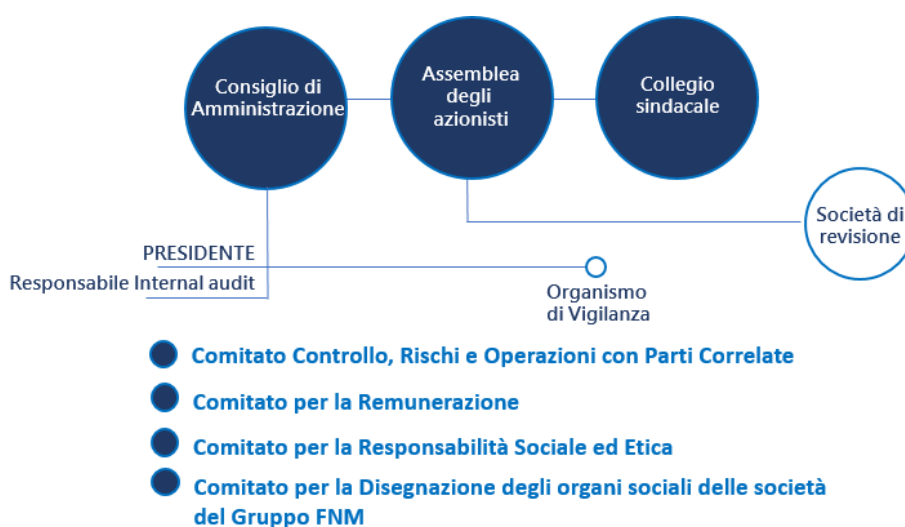 Consiglio di
Amministrazione
Assemblea
degli
azionisti
Collegio
sindacale
Società di
revisione
PRESIDENTE
Responsabile Internal audit
Organismo
di Vigilanza
Comitato Controllo, Rischi e Operazioni con Parti Correlate
Comitato per la Remunerazione
Comitato per la Responsabilità Sociale ed Etica
Comitato per la Disegnazione degli organi sociali delle società
del Gruppo FNM